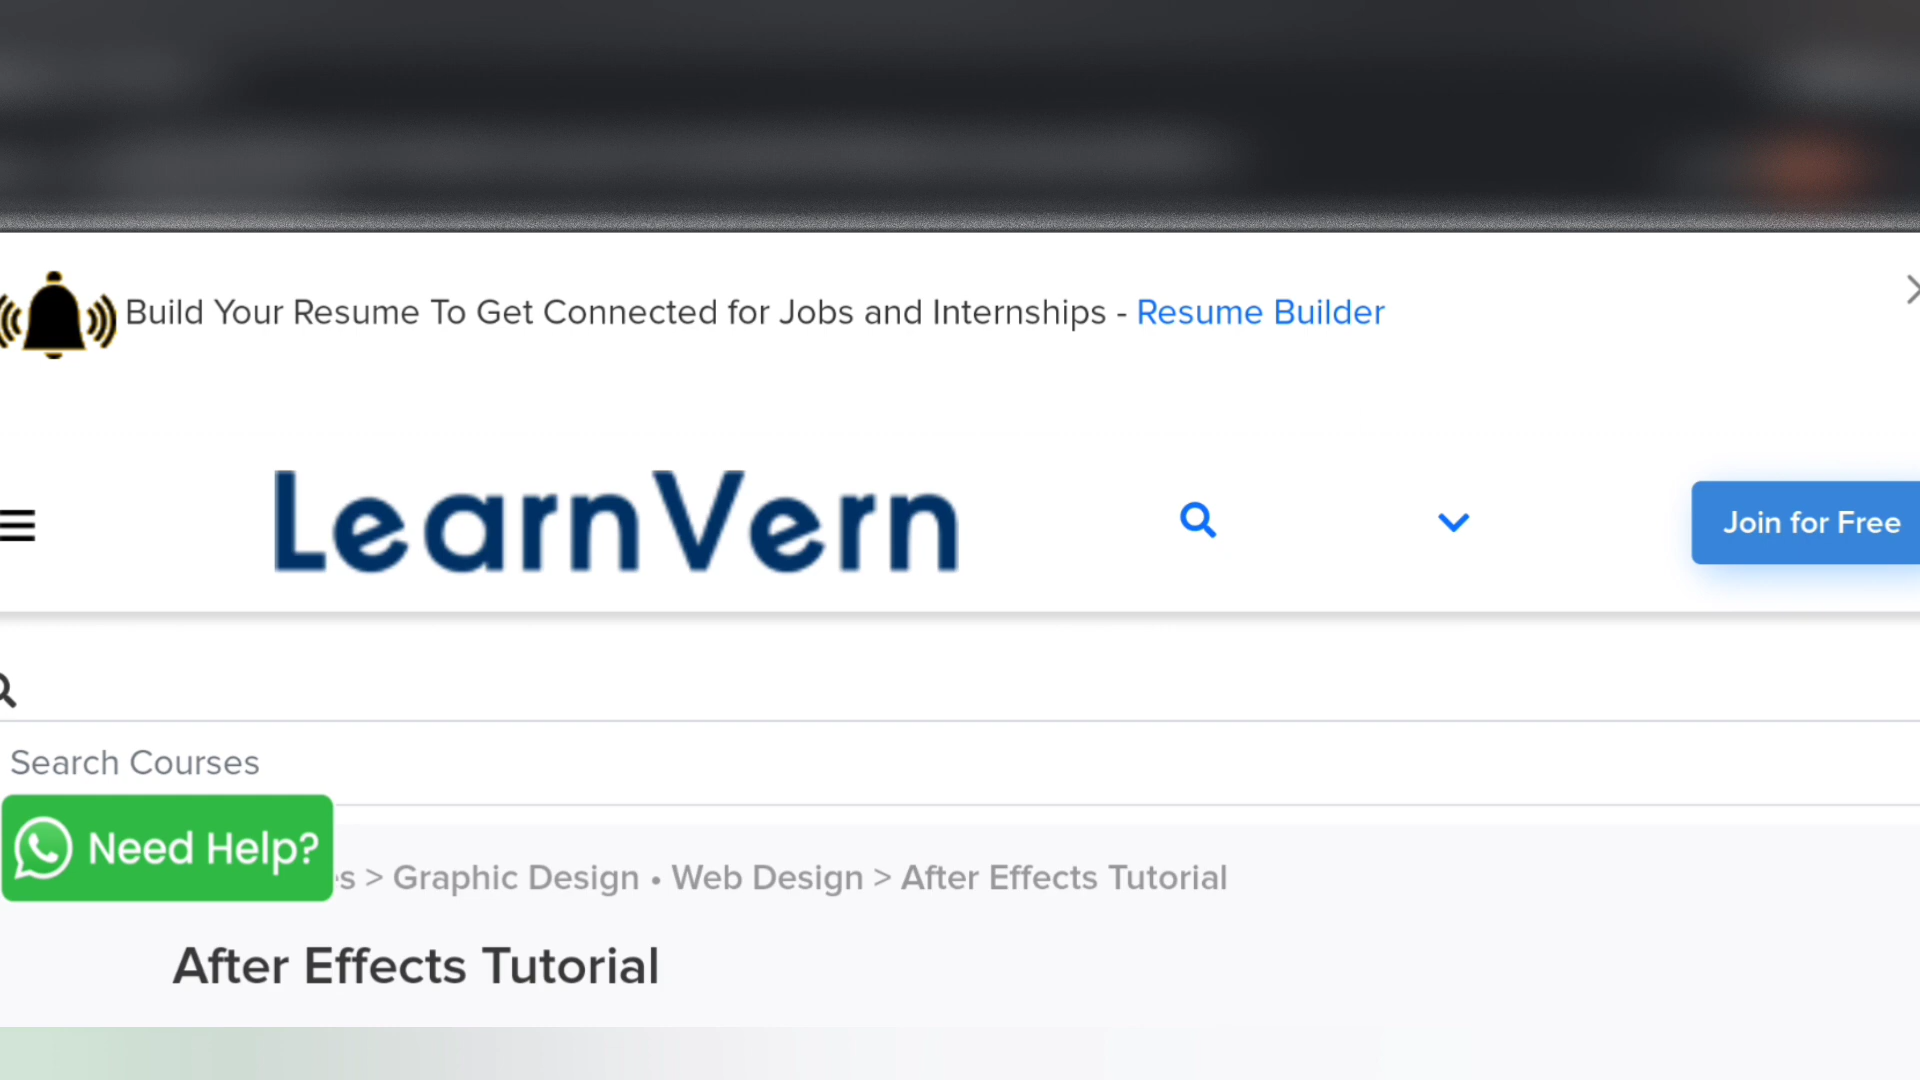 Build Your Resume To Get Connected for Jobs and Internships - Resume Builder
LearnVern
Join for Free
Search Courses
Need Help?
s > Graphic Design • Web Design > After Effects Tutorial
After Effects Tutorial